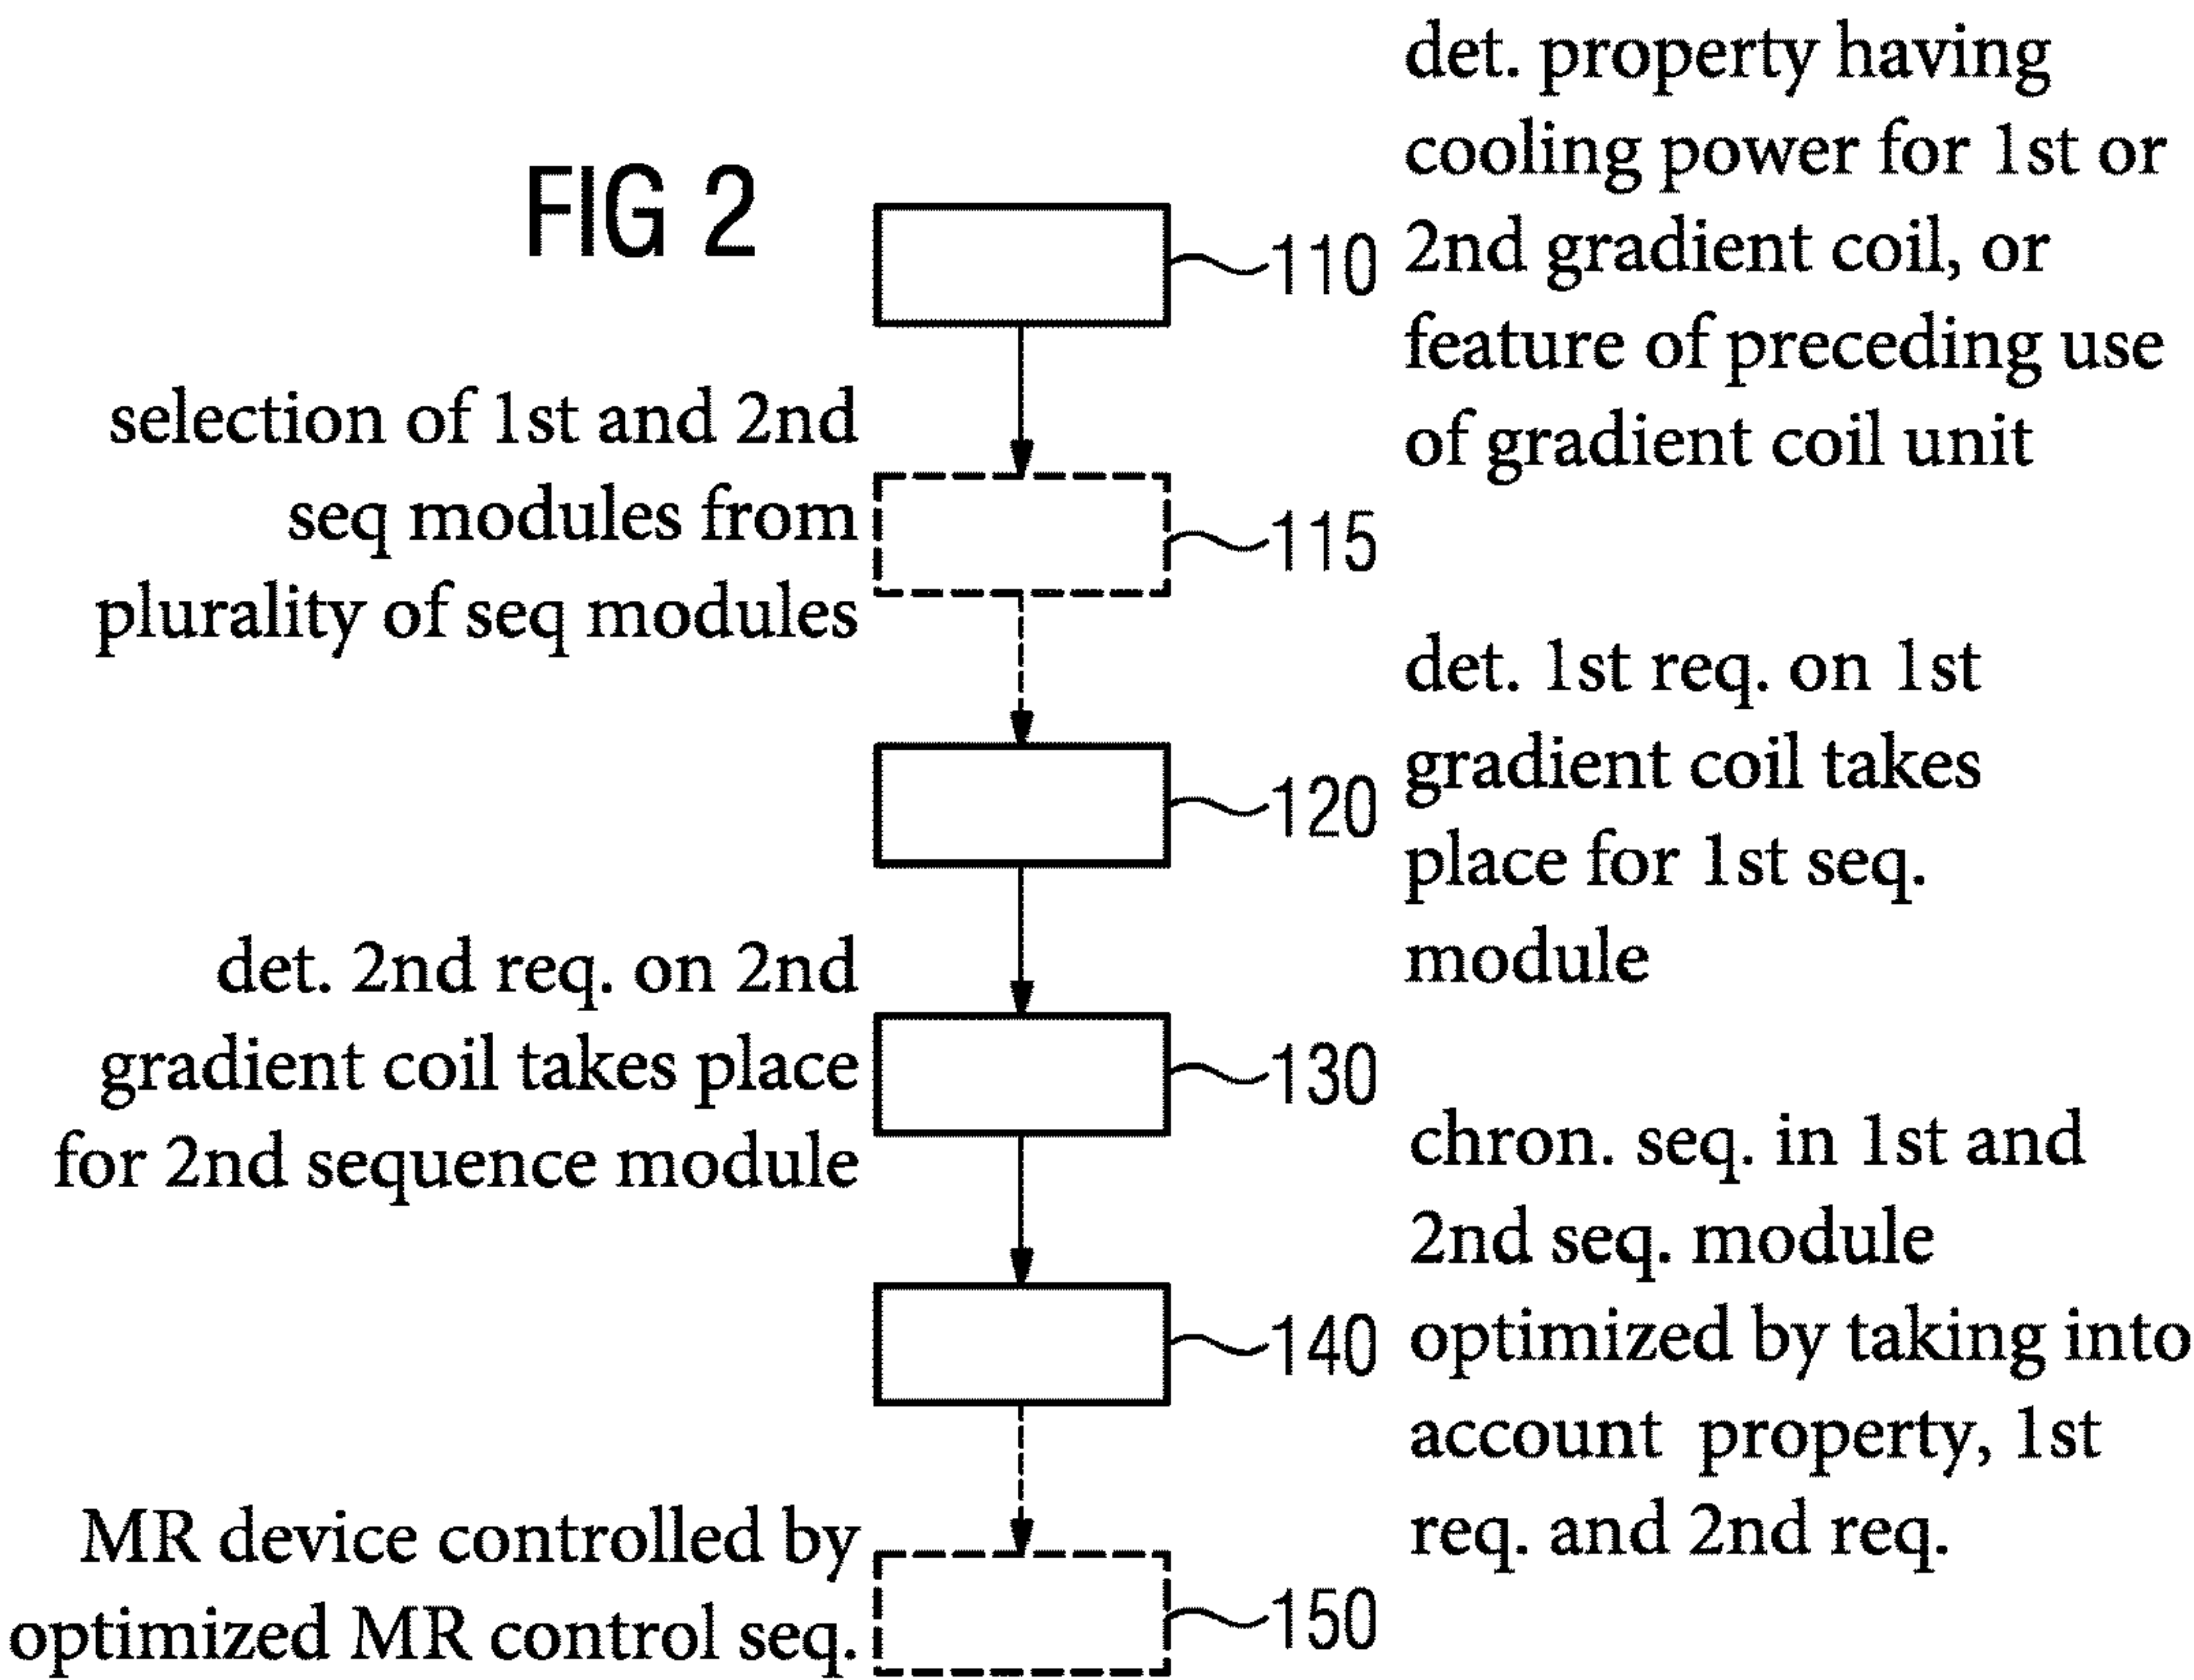 FIG 2
110
det. property having
cooling power for 1st or
2nd gradient coil, or
feature of preceding use
of gradient coil unit
selection of 1st and 2nd
seq modules from
plurality of seq modules
115
120
det. 1st req. on 1st
gradient coil takes
place for 1st seq.
module
det. 2nd req. on 2nd
gradient coil takes place
for 2nd sequence module
130
140
chron. seq. in 1st and
2nd seq. module
optimized by taking into
account property, 1st
req. and 2nd req.
MR device controlled by
optimized MR control seq.
150